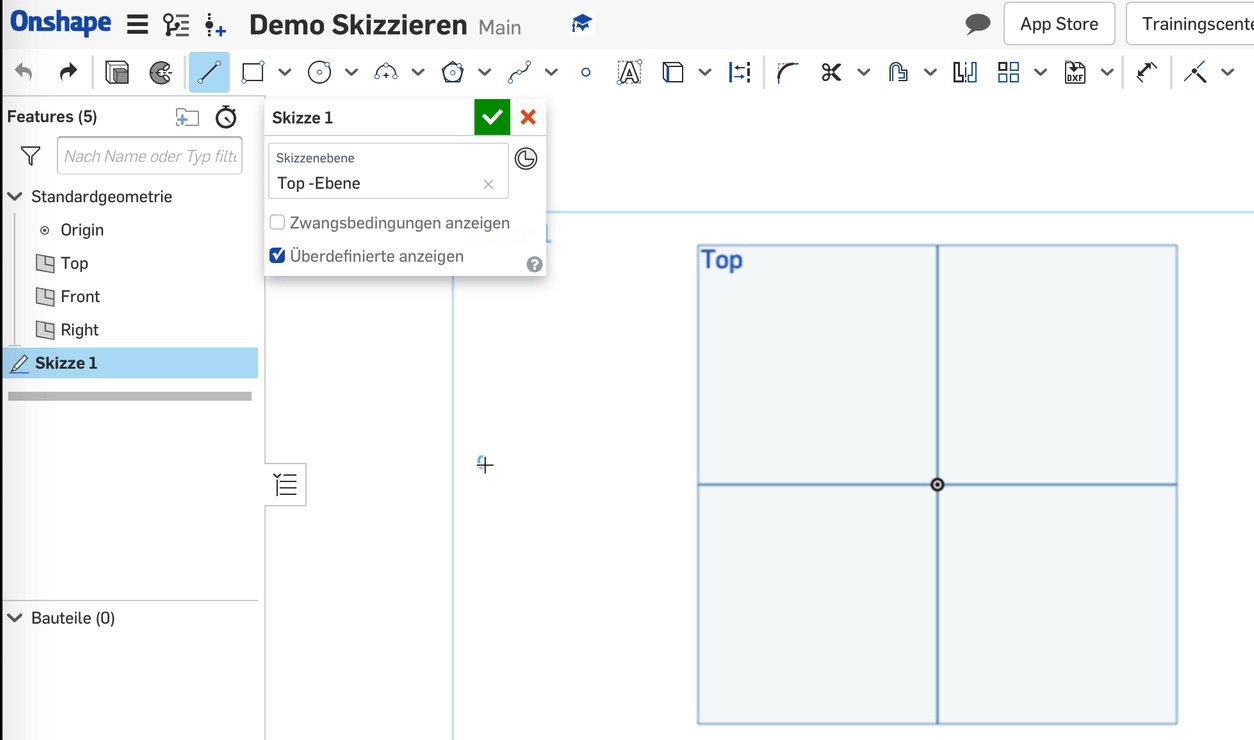 Onshape Demo Skizzieren Main App Store Trainingscente
DXF
Features (5)
Nach Name oder Typ filte
Standardgeometrie
Origin
Top
Front
Right
Skizze 1
Bauteile (0)
Skizze 1
Skizzenebene
Top -Ebene
Zwangsbedingungen anzeigen
Überdefinierte anzeigen
Top